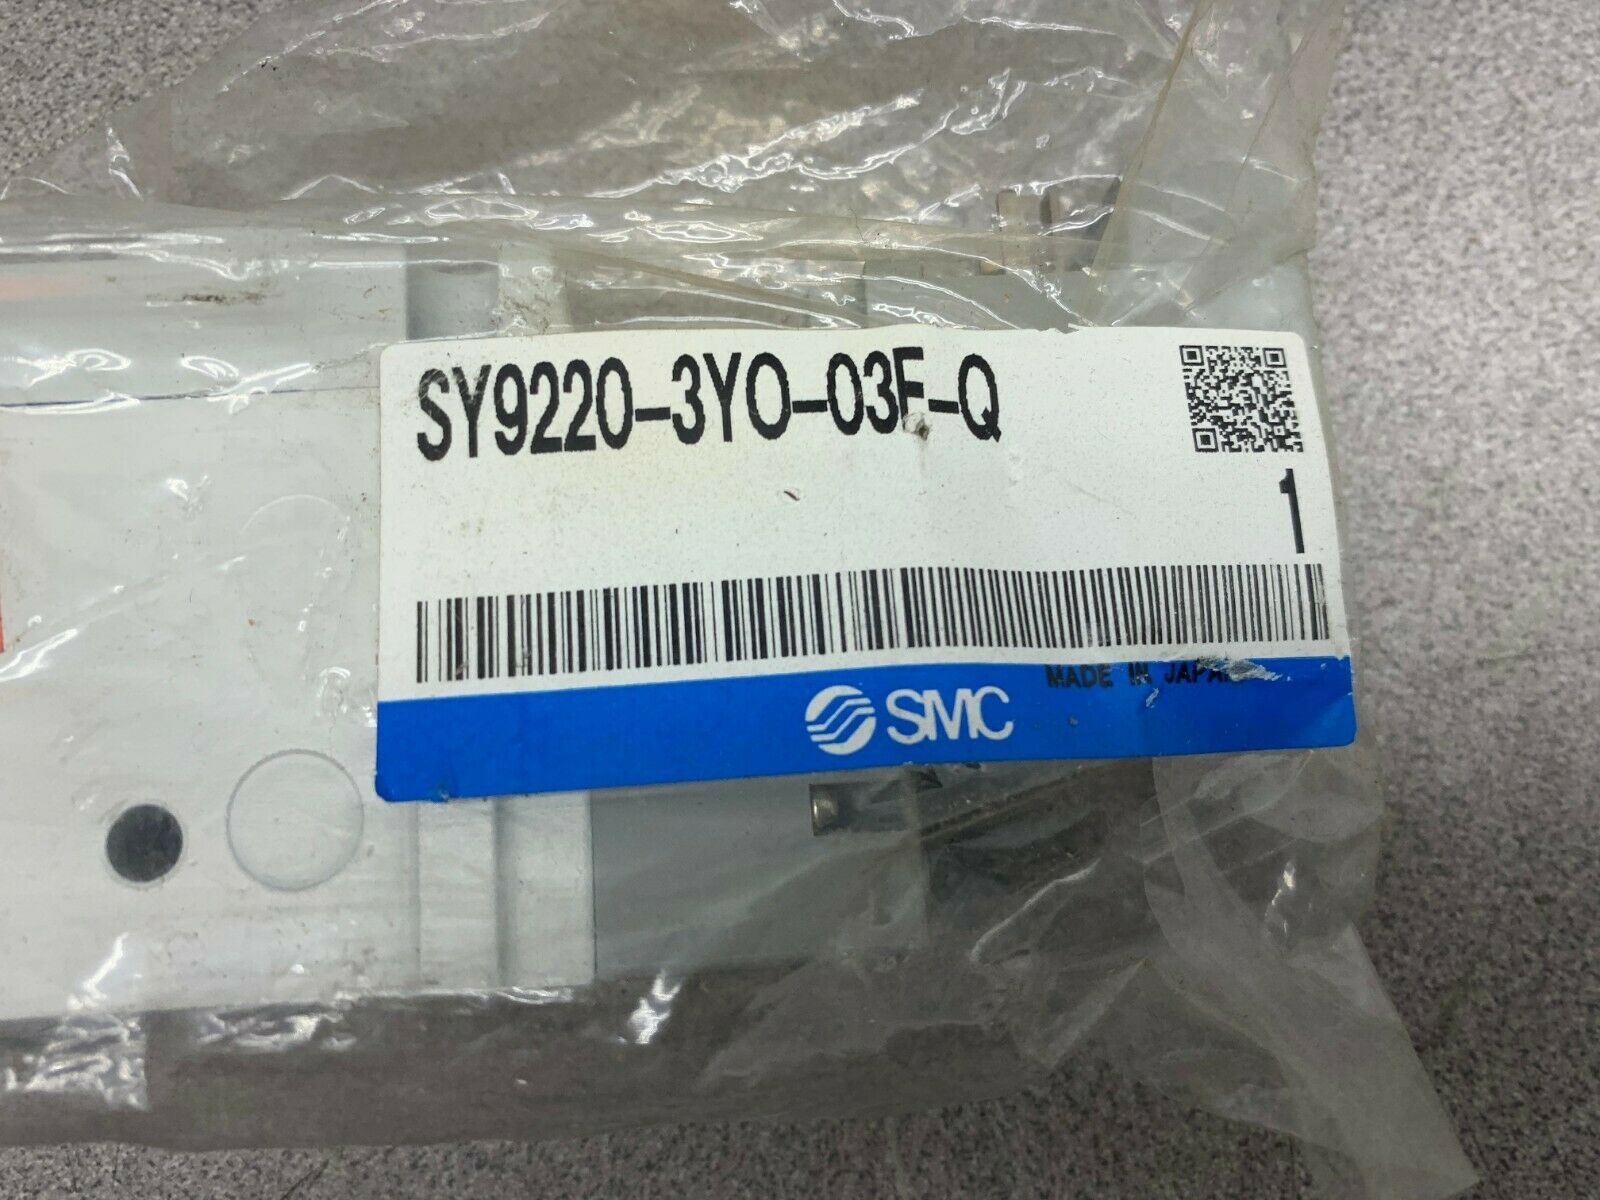 SY9220-3YO-03F-Q
1
MADE IN JAPAN
SMC